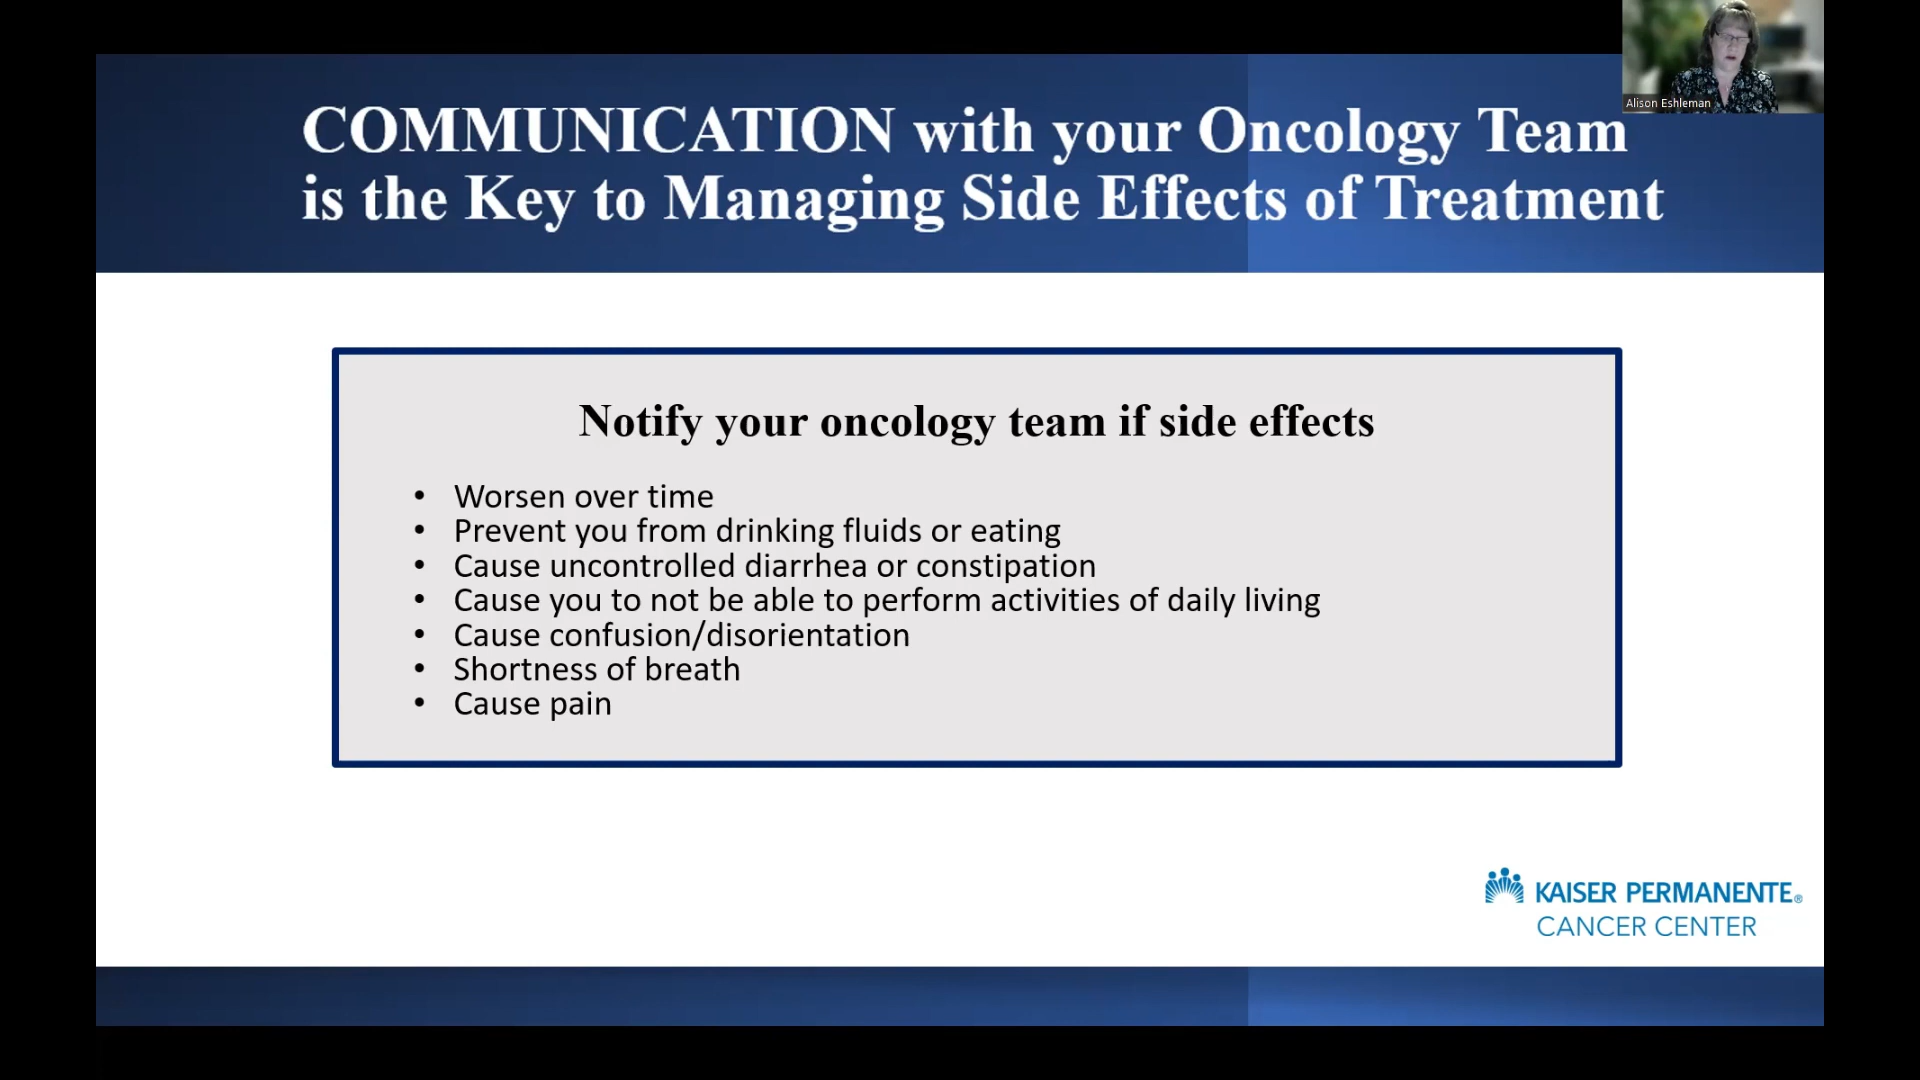 Alison Eshleman
COMMUNICATION with your Oncology Team
is the Key to Managing Side Effects of Treatment
Notify your oncology team if side effects
• Worsen over time
• Prevent you from drinking fluids or eating
• Cause uncontrolled diarrhea or constipation
• Cause you to not be able to perform activities of daily living
• Cause confusion/disorientation
• Shortness of breath
• Cause pain
KAISER PERMANENTE®
CANCER CENTER